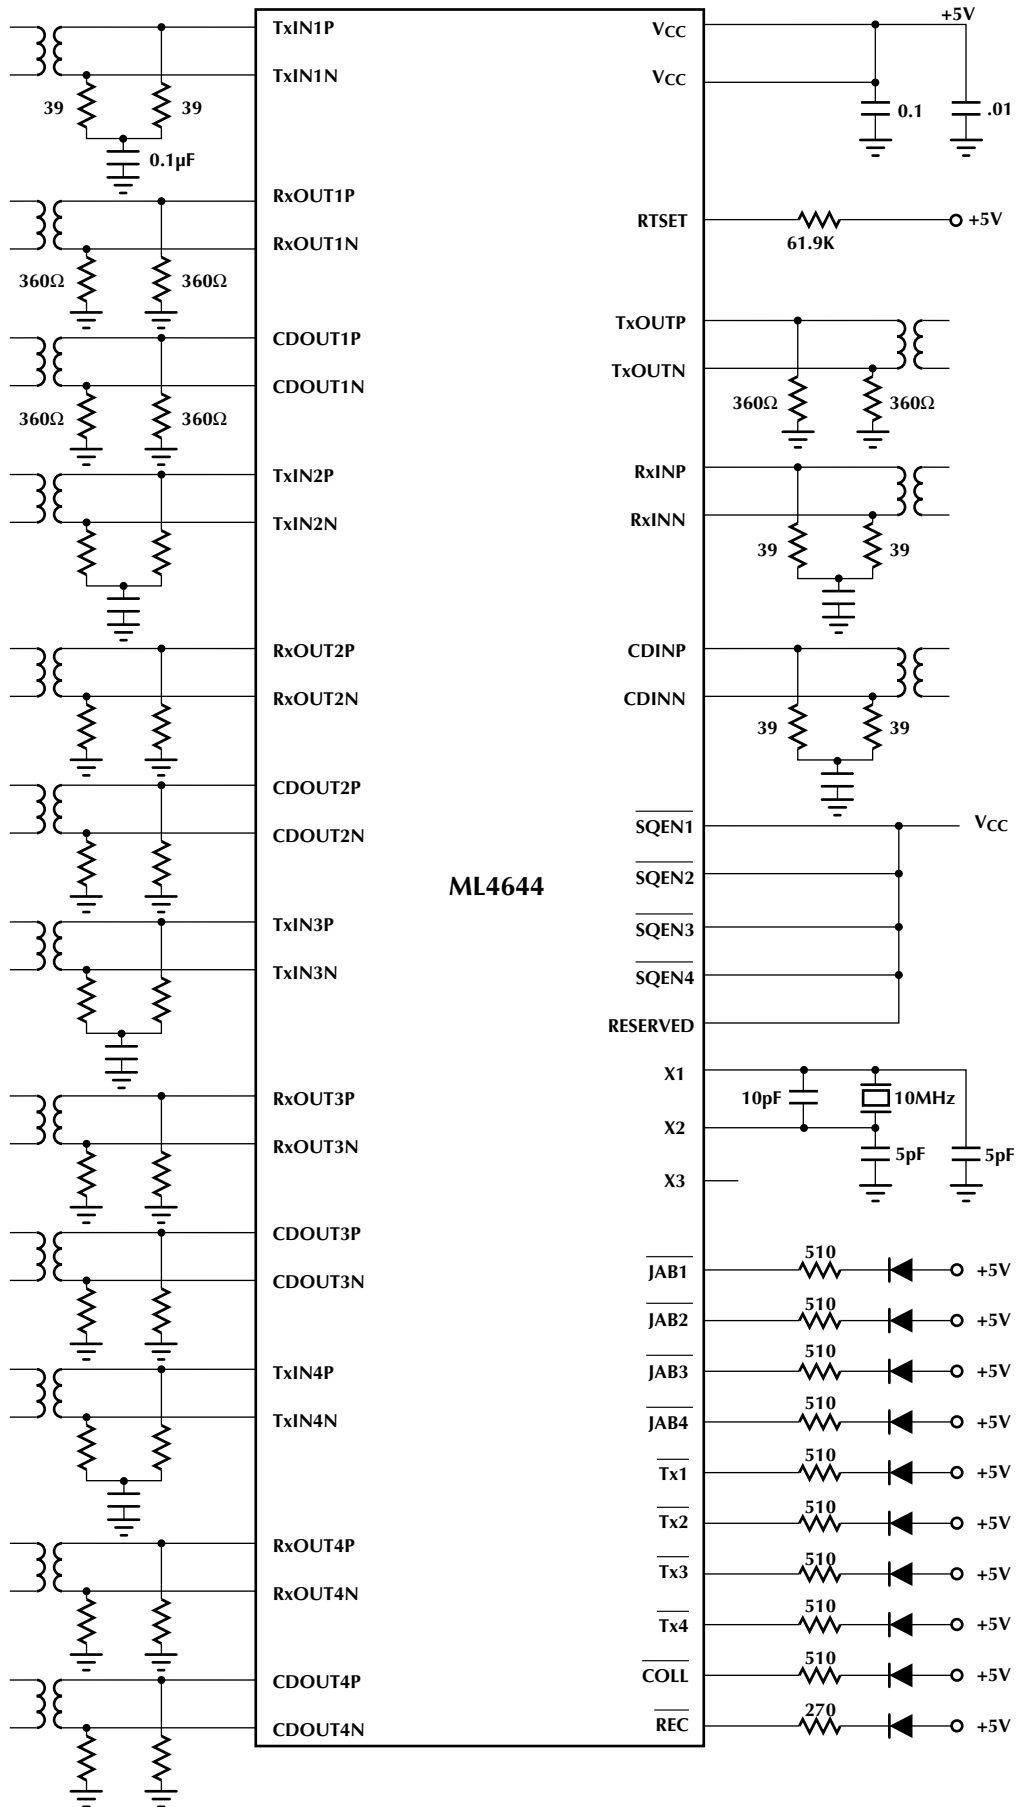 TxIN1P
TxIN1N
39
39
0.1µF
RxOUT1P
RxOUT1N
360Ω
360Ω
CDOUT1P
CDOUT1N
360Ω
360Ω
TxIN2P
TxIN2N
RxOUT2P
RxOUT2N
CDOUT2P
CDOUT2N
TxIN3P
TxIN3N
RxOUT3P
RxOUT3N
CDOUT3P
CDOUT3N
TxIN4P
TxIN4N
RxOUT4P
RxOUT4N
CDOUT4P
CDOUT4N
ML4644
VCC
+5V
VCC
0.1
.01
RTSET
61.9K
+5V
TxOUTP
TxOUTN
360Ω
360Ω
RxINP
RxINN
39
39
CDINP
CDINN
39
39
SQEN1
VCC
SQEN2
SQEN3
SQEN4
RESERVED
X1
10pF
10MHz
X2
5pF
5pF
X3
JAB1
510
+5V
JAB2
510
+5V
JAB3
510
+5V
JAB4
510
+5V
Tx1
510
+5V
Tx2
510
+5V
Tx3
510
+5V
Tx4
510
+5V
COLL
510
+5V
REC
270
+5V